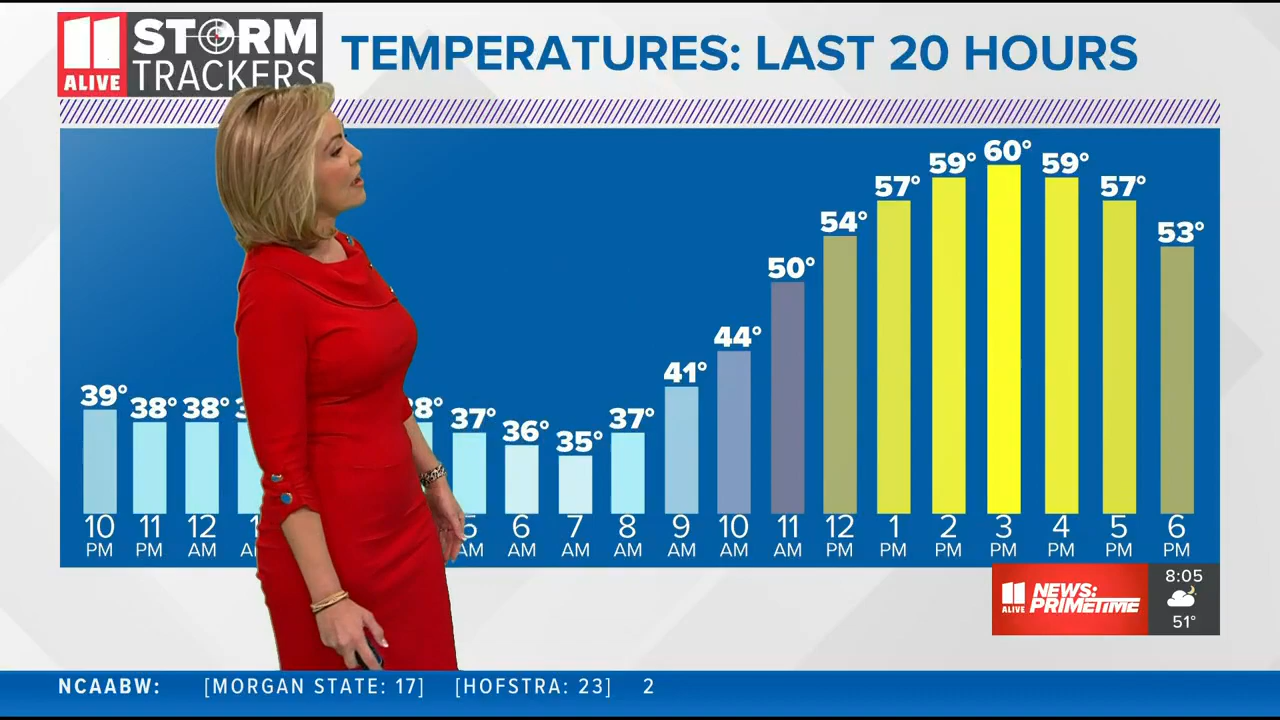 11 ALIVE STORM TRACKERS
TEMPERATURES: LAST 20 HOURS
39° 38° 38° 37° 36° 35° 37° 41° 44° 50° 54° 57° 59° 60° 59° 57° 53°
10 PM 11 PM 12 AM 6 AM 7 AM 8 AM 9 AM 10 AM 11 AM 12 PM 1 PM 2 PM 3 PM 4 PM 5 PM 6 PM
11 ALIVE NEWS: PRIMETIME
8:05
51°
NCAABW: [MORGAN STATE: 17] [HOFSTRA: 23] 2